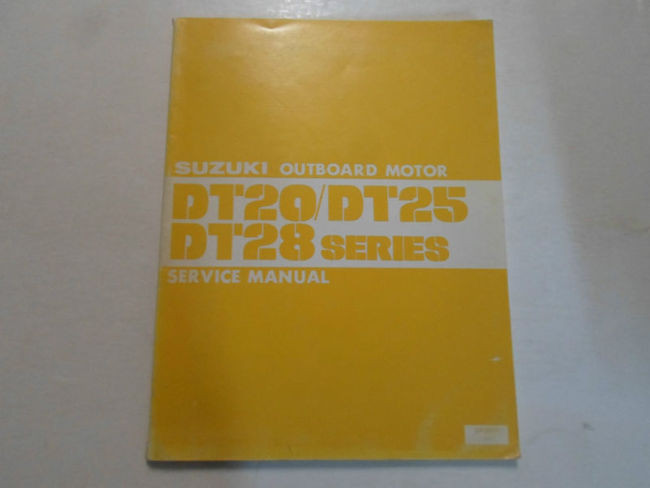 SUZUKI OUTBOARD MOTOR
DT20/DT25
DT28 SERIES
SERVICE MANUAL